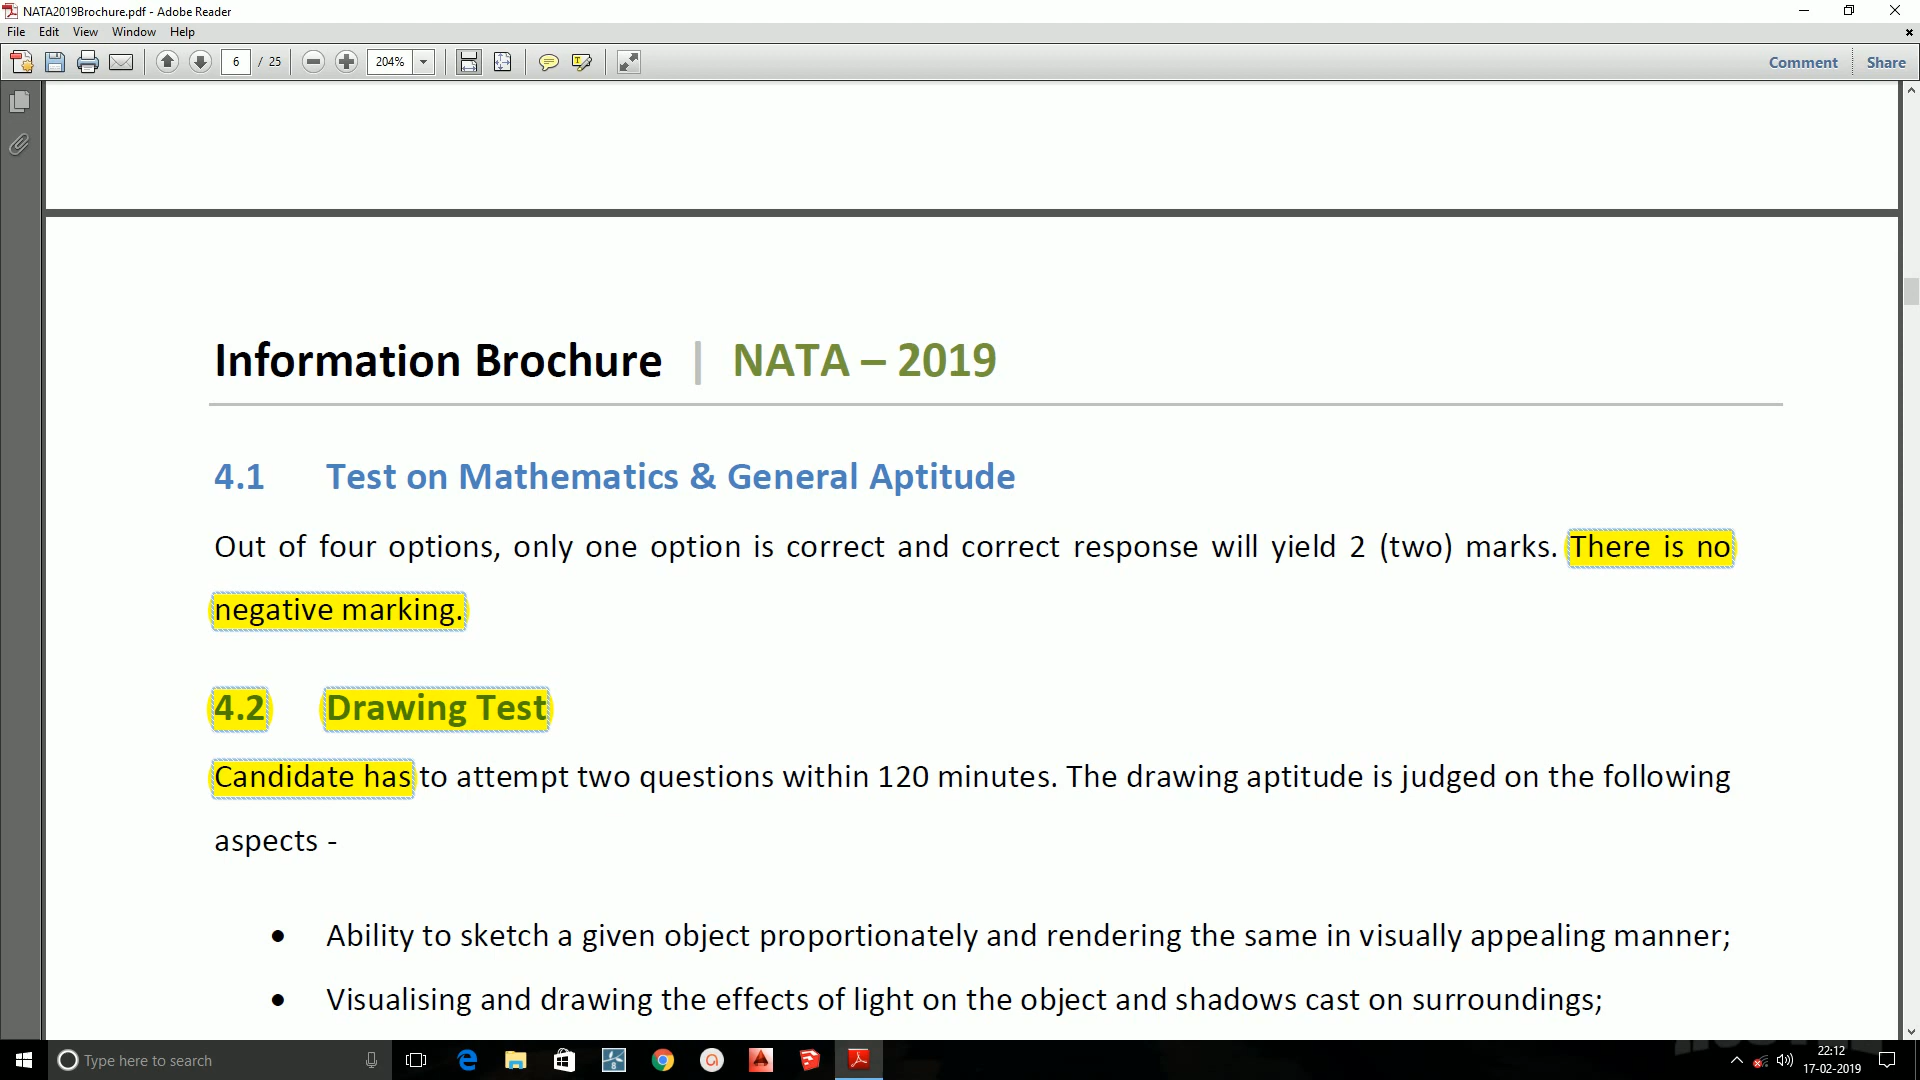 NATA2019Brochure.pdf - Adobe Reader
File Edit View Window Help
6 / 25 204% Comment Share
Information Brochure | NATA – 2019
4.1 Test on Mathematics & General Aptitude
Out of four options, only one option is correct and correct response will yield 2 (two) marks. There is no
negative marking.
4.2 Drawing Test
Candidate has to attempt two questions within 120 minutes. The drawing aptitude is judged on the following
aspects -
• Ability to sketch a given object proportionately and rendering the same in visually appealing manner;
• Visualising and drawing the effects of light on the object and shadows cast on surroundings;
Type here to search
22:12
17-02-2019